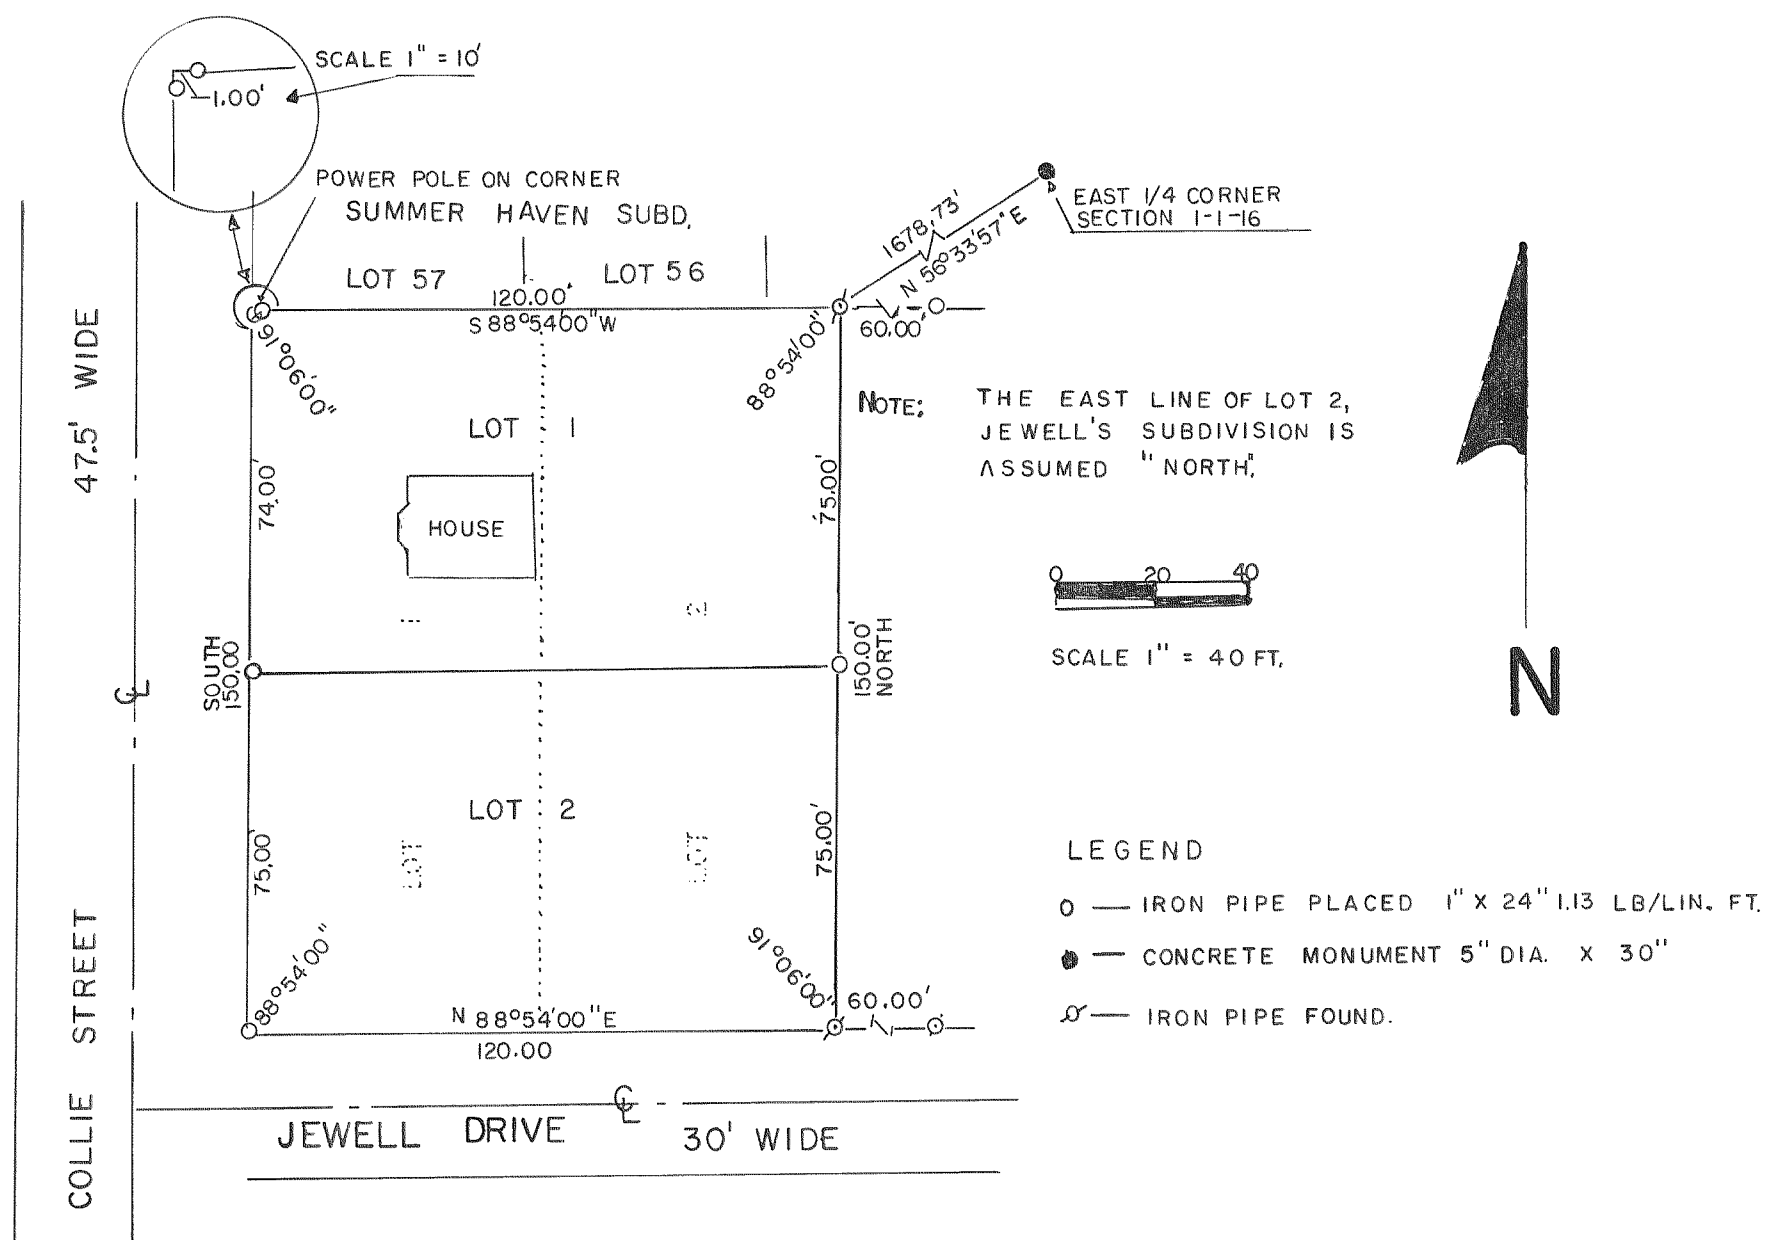 SCALE 1" = 10'
1.00'
POWER POLE ON CORNER
SUMMER HAVEN SUBD.
LOT 57
LOT 56
1678.73'
N 56°33'57" E
EAST 1/4 CORNER
SECTION 1-1-16
120.00'
S 88°54'00" W
60.00'
91°06'00"
88°54'00"
47.5' WIDE
LOT 1
NOTE: THE EAST LINE OF LOT 2,
JEWELL'S SUBDIVISION IS
ASSUMED "NORTH".
74.00'
75.00'
HOUSE
0 20 40
SCALE 1" = 40 FT.
1
2
SOUTH
150.00
150.00'
NORTH
N
℄
LOT 2
75.00'
75.00'
LOT
LOT
LEGEND
O — IRON PIPE PLACED 1" X 24" 1.13 LB/LIN. FT.
● — CONCRETE MONUMENT 5" DIA. X 30"
Ø — IRON PIPE FOUND.
88°54'00"
91°06'00"
60.00'
N 88°54'00" E
120.00
COLLIE STREET
℄
JEWELL DRIVE 30' WIDE